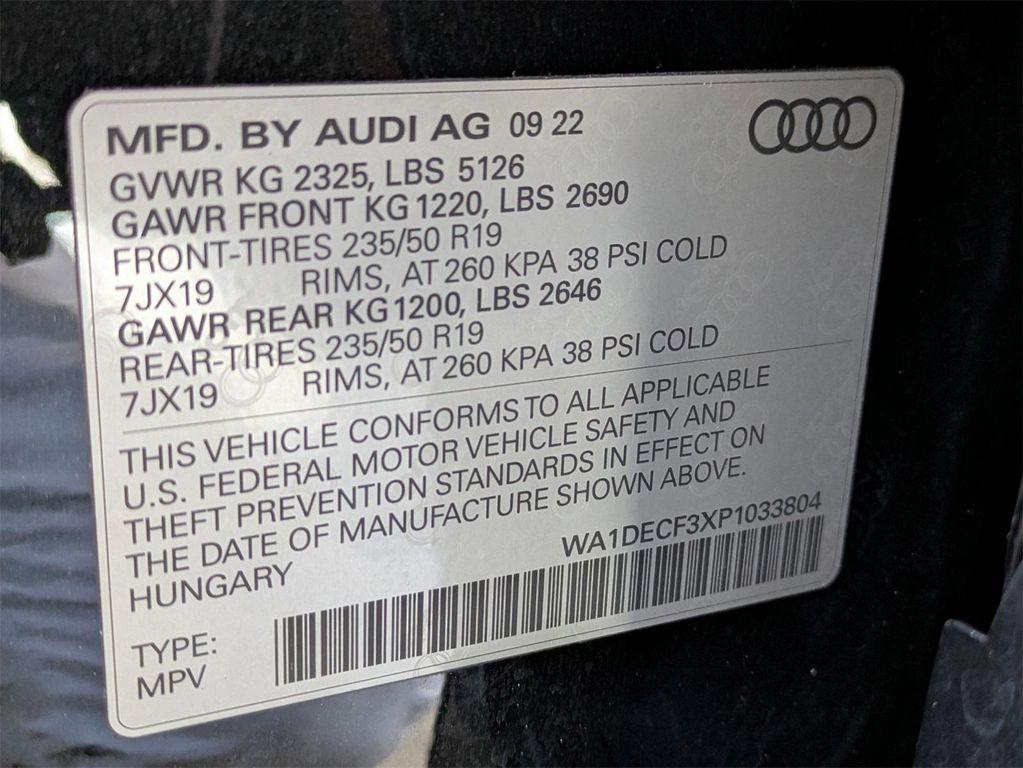 MFD. BY AUDI AG 09 22
GVWR KG 2325, LBS 5126
GAWR FRONT KG 1220, LBS 2690
FRONT-TIRES 235/50 R19
7JX19 RIMS, AT 260 KPA 38 PSI COLD
GAWR REAR KG 1200, LBS 2646
REAR-TIRES 235/50 R19
7JX19 RIMS, AT 260 KPA 38 PSI COLD
THIS VEHICLE CONFORMS TO ALL APPLICABLE
U.S. FEDERAL MOTOR VEHICLE SAFETY AND
THEFT PREVENTION STANDARDS IN EFFECT ON
THE DATE OF MANUFACTURE SHOWN ABOVE.
HUNGARY
WA1DECF3XP1033804
TYPE:
MPV